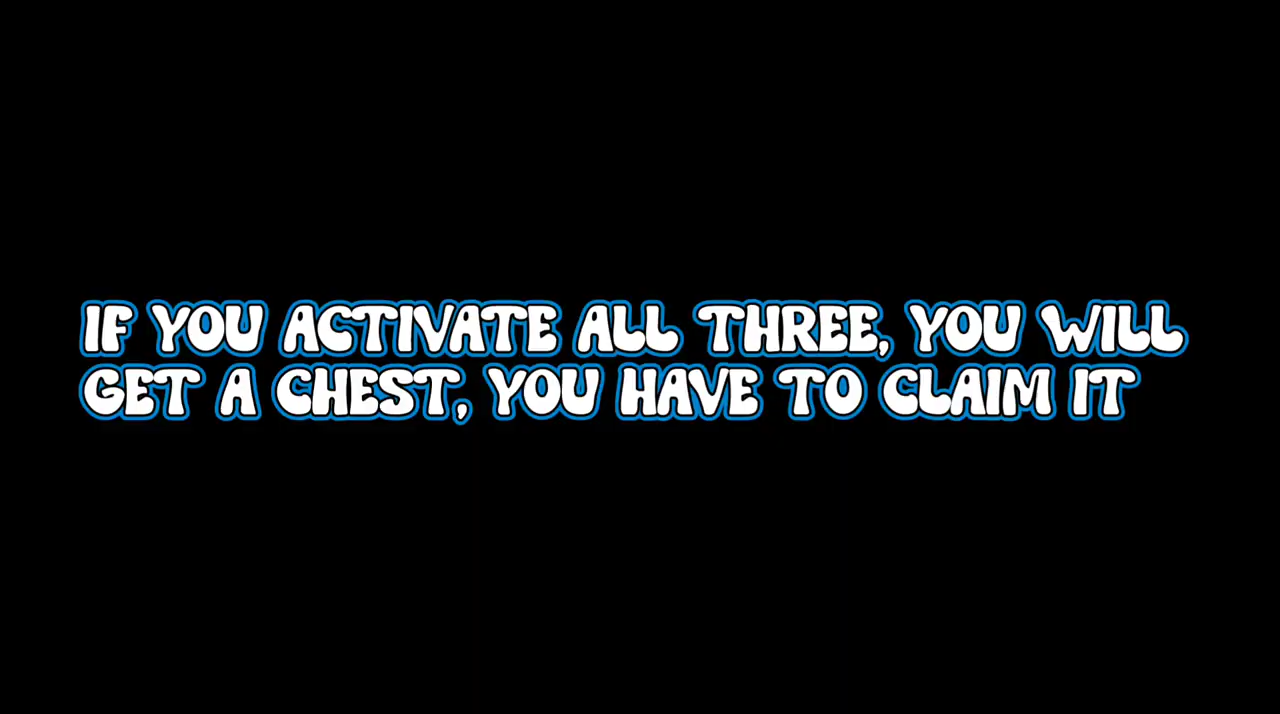 IF YOU ACTIVATE ALL THREE, YOU WILL
GET A CHEST, YOU HAVE TO CLAIM IT